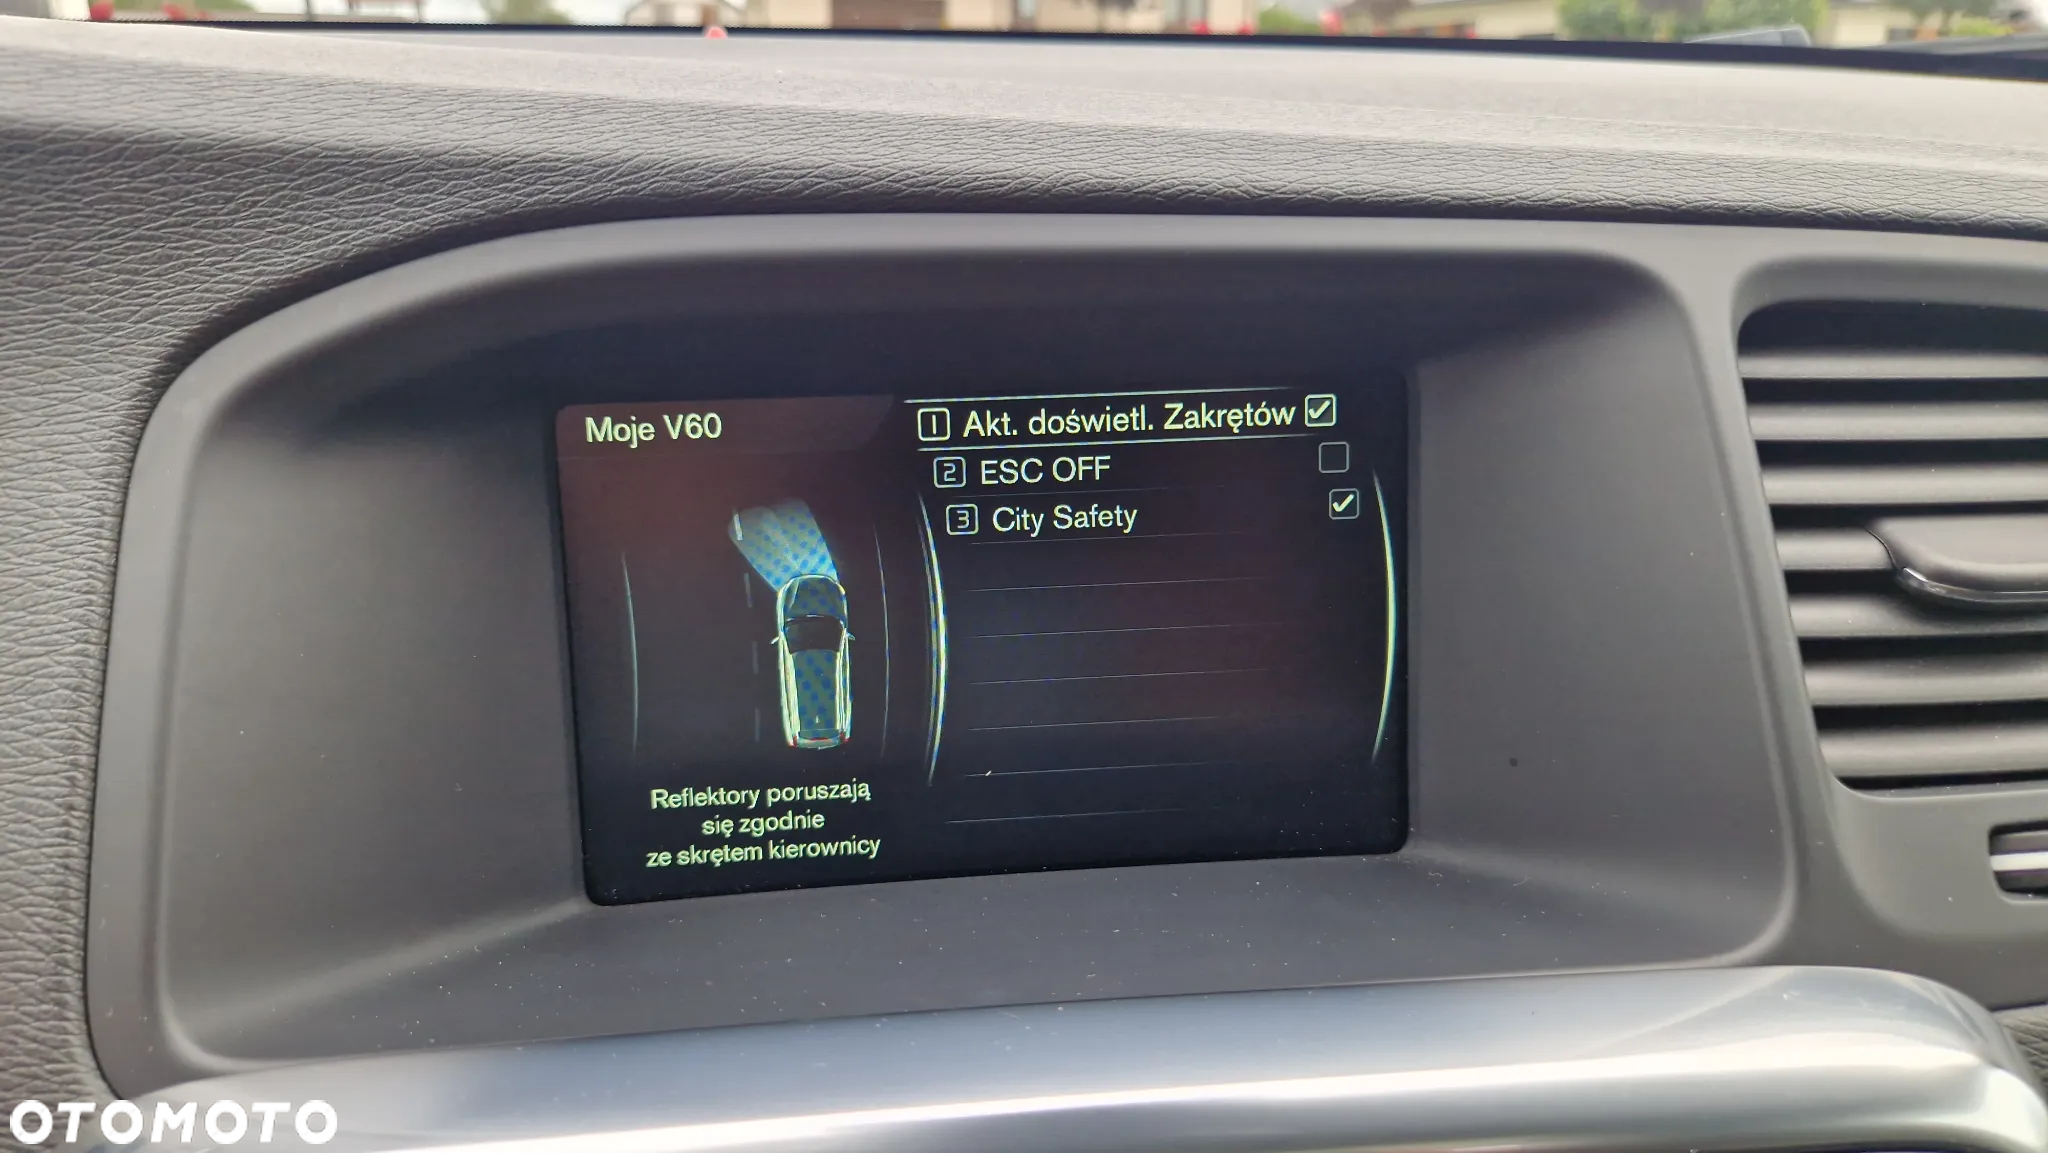 Moje V60
1 Akt. doświetl. Zakrętów
2 ESC OFF
3 City Safety
Reflektory poruszają
się zgodnie
ze skrętem kierownicy
OTOMOTO